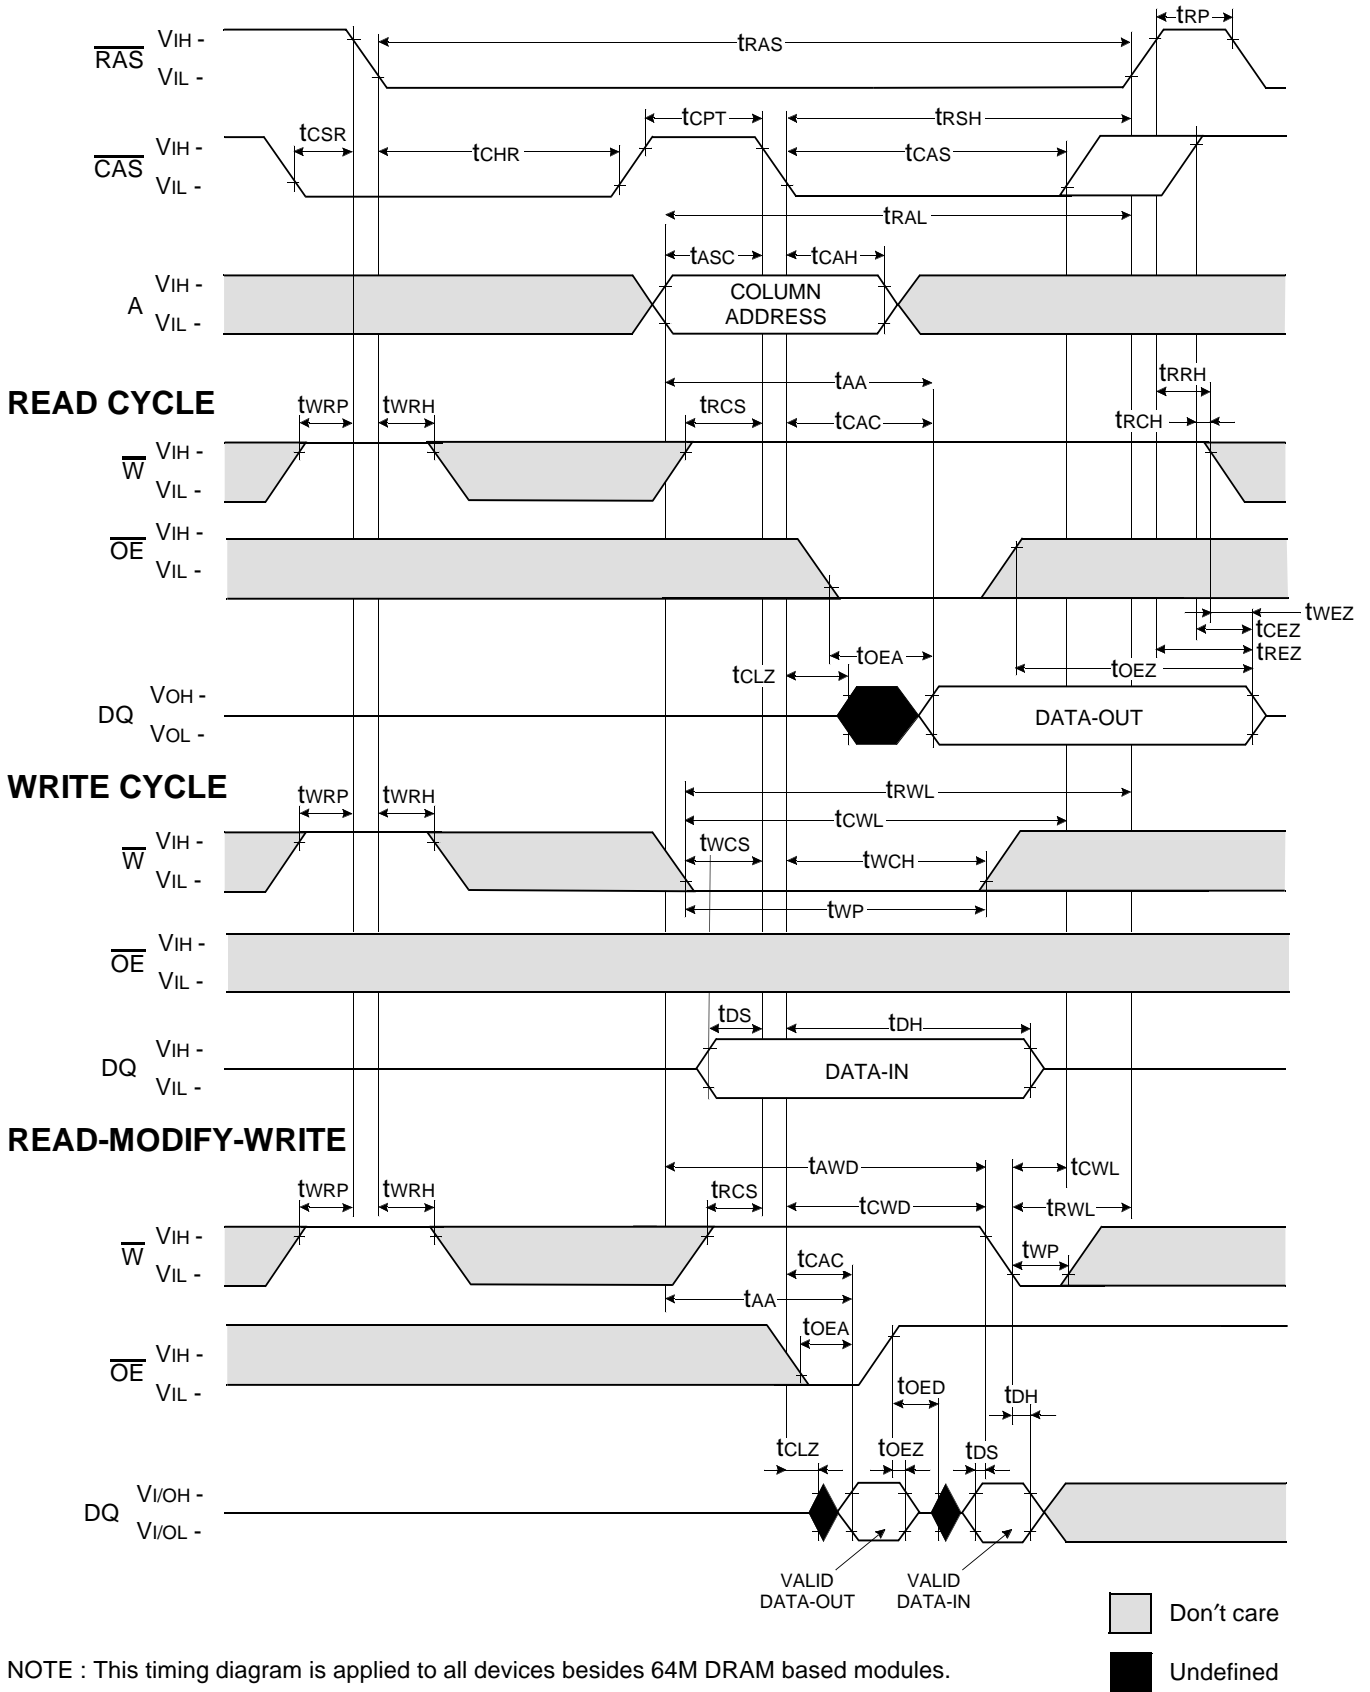 tRP
VIH -
RAS
VIL -
tRAS
tCSR
tCPT
tRSH
VIH -
CAS
VIL -
tCHR
tCAS
tRAL
tASC
tCAH
VIH -
A
VIL -
COLUMN
ADDRESS
READ CYCLE
tAA
tRRH
tWRP
tWRH
tRCS
tCAC
tRCH
VIH -
W
VIL -
VIH -
OE
VIL -
tWEZ
tCEZ
tREZ
tOEA
tOEZ
tCLZ
VOH -
DQ
VOL -
DATA-OUT
WRITE CYCLE
tWRP
tWRH
tRWL
tCWL
tWCS
tWCH
VIH -
W
VIL -
tWP
VIH -
OE
VIL -
tDS
tDH
VIH -
DQ
VIL -
DATA-IN
READ-MODIFY-WRITE
tAWD
tCWL
tWRP
tWRH
tRCS
tCWD
tRWL
VIH -
W
VIL -
tWP
tCAC
tAA
tOEA
VIH -
OE
VIL -
tOED
tDH
tCLZ
tOEZ
tDS
VI/OH -
DQ
VI/OL -
VALID
DATA-OUT
VALID
DATA-IN
Don′t care
NOTE : This timing diagram is applied to all devices besides 64M DRAM based modules.
Undefined